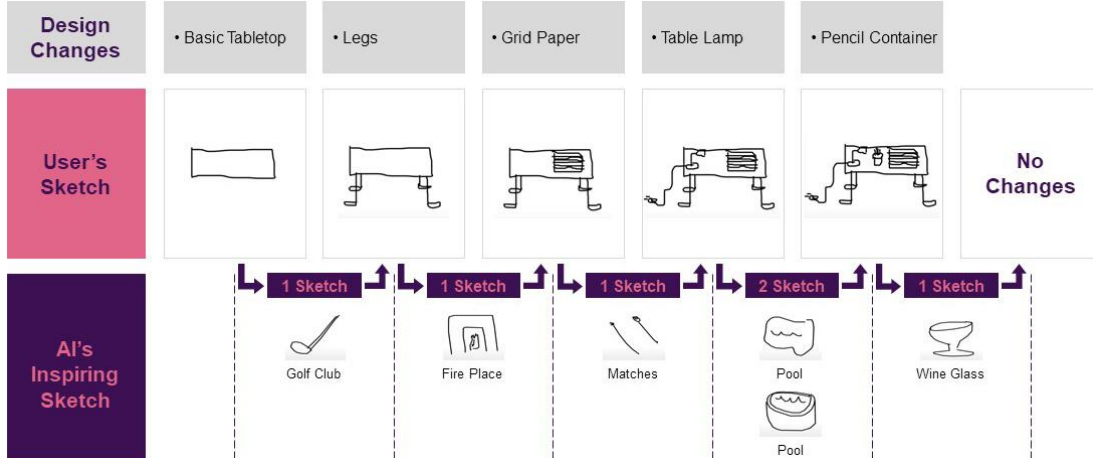 Design
Changes
• Basic Tabletop
• Legs
• Grid Paper
• Table Lamp
• Pencil Container
User's
Sketch
No
Changes
1 Sketch
1 Sketch
1 Sketch
2 Sketch
1 Sketch
AI's
Inspiring
Sketch
Golf Club
Fire Place
Matches
Pool
Wine Glass
Pool